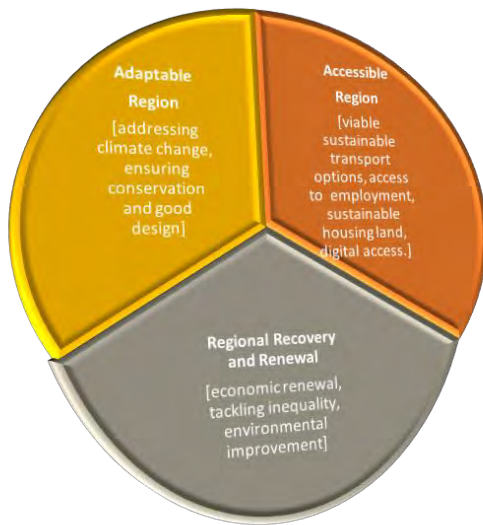 Adaptable
Region
[addressing
climate change,
ensuring
conservation
and good
design]
Accessible
Region
[viable
sustainable
transport
options, access
to employment,
sustainable
housing land,
digital access.]
Regional Recovery
and Renewal
[economic renewal,
tackling inequality,
environmental
improvement]